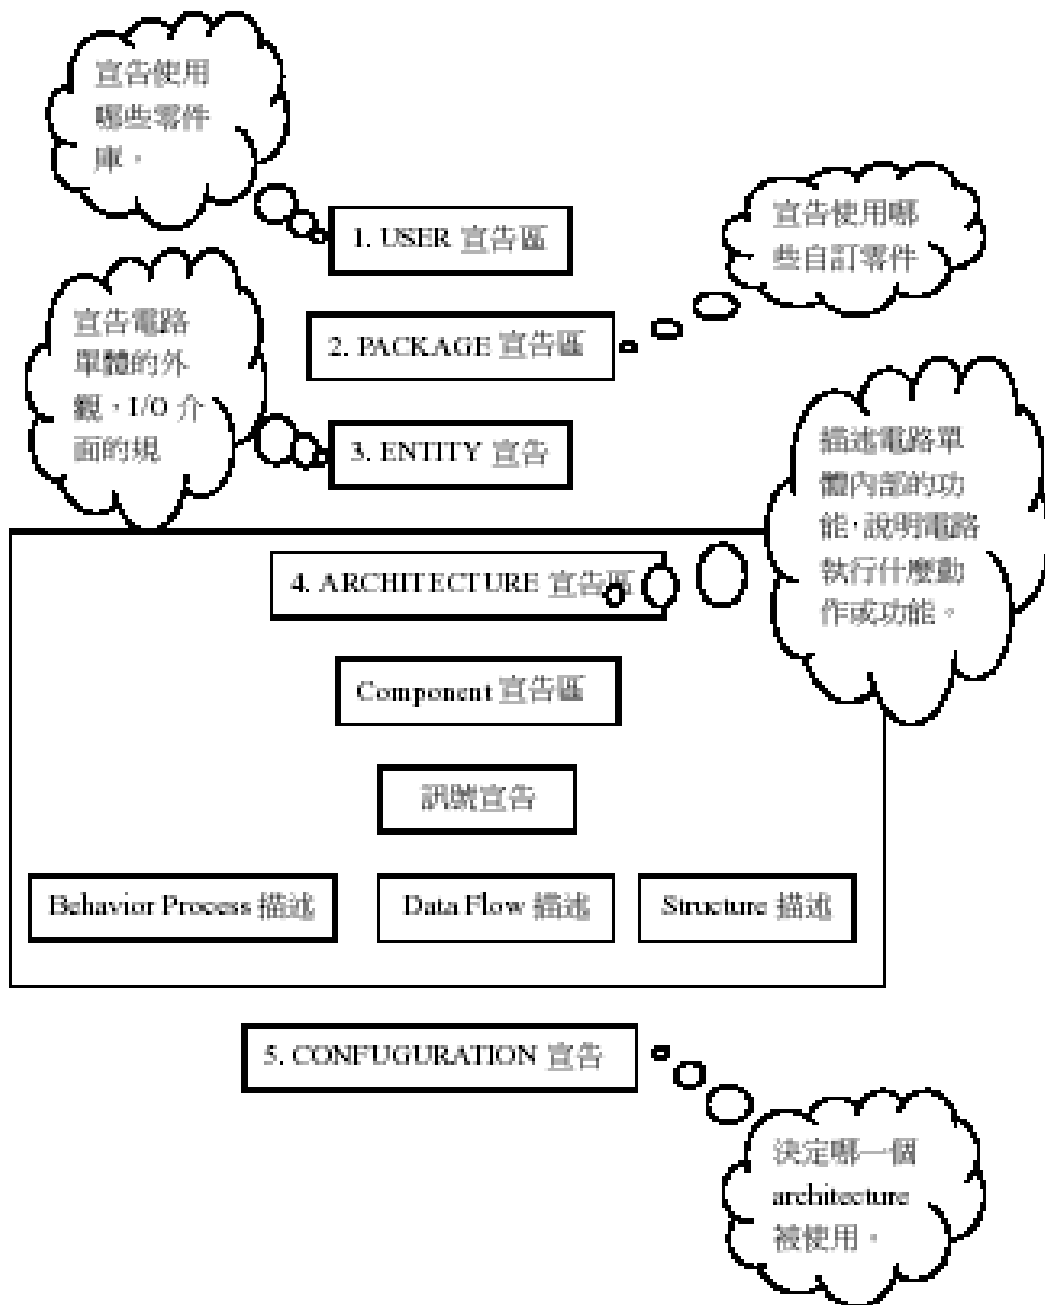 宣告使用
哪些零件
庫。
1. USER 宣告區
宣告使用哪
些自訂零件
2. PACKAGE 宣告區
宣告電路
單體的外
觀，I/O 介
面的規
3. ENTITY 宣告
描述電路單
體內部的功
能，說明電路
執行什麼動
作或功能。
4. ARCHITECTURE 宣告區
Component 宣告區
訊號宣告
Behavior Process 描述
Data Flow 描述
Structure 描述
5. CONFUGURATION 宣告
決定哪一個
architecture
被使用。